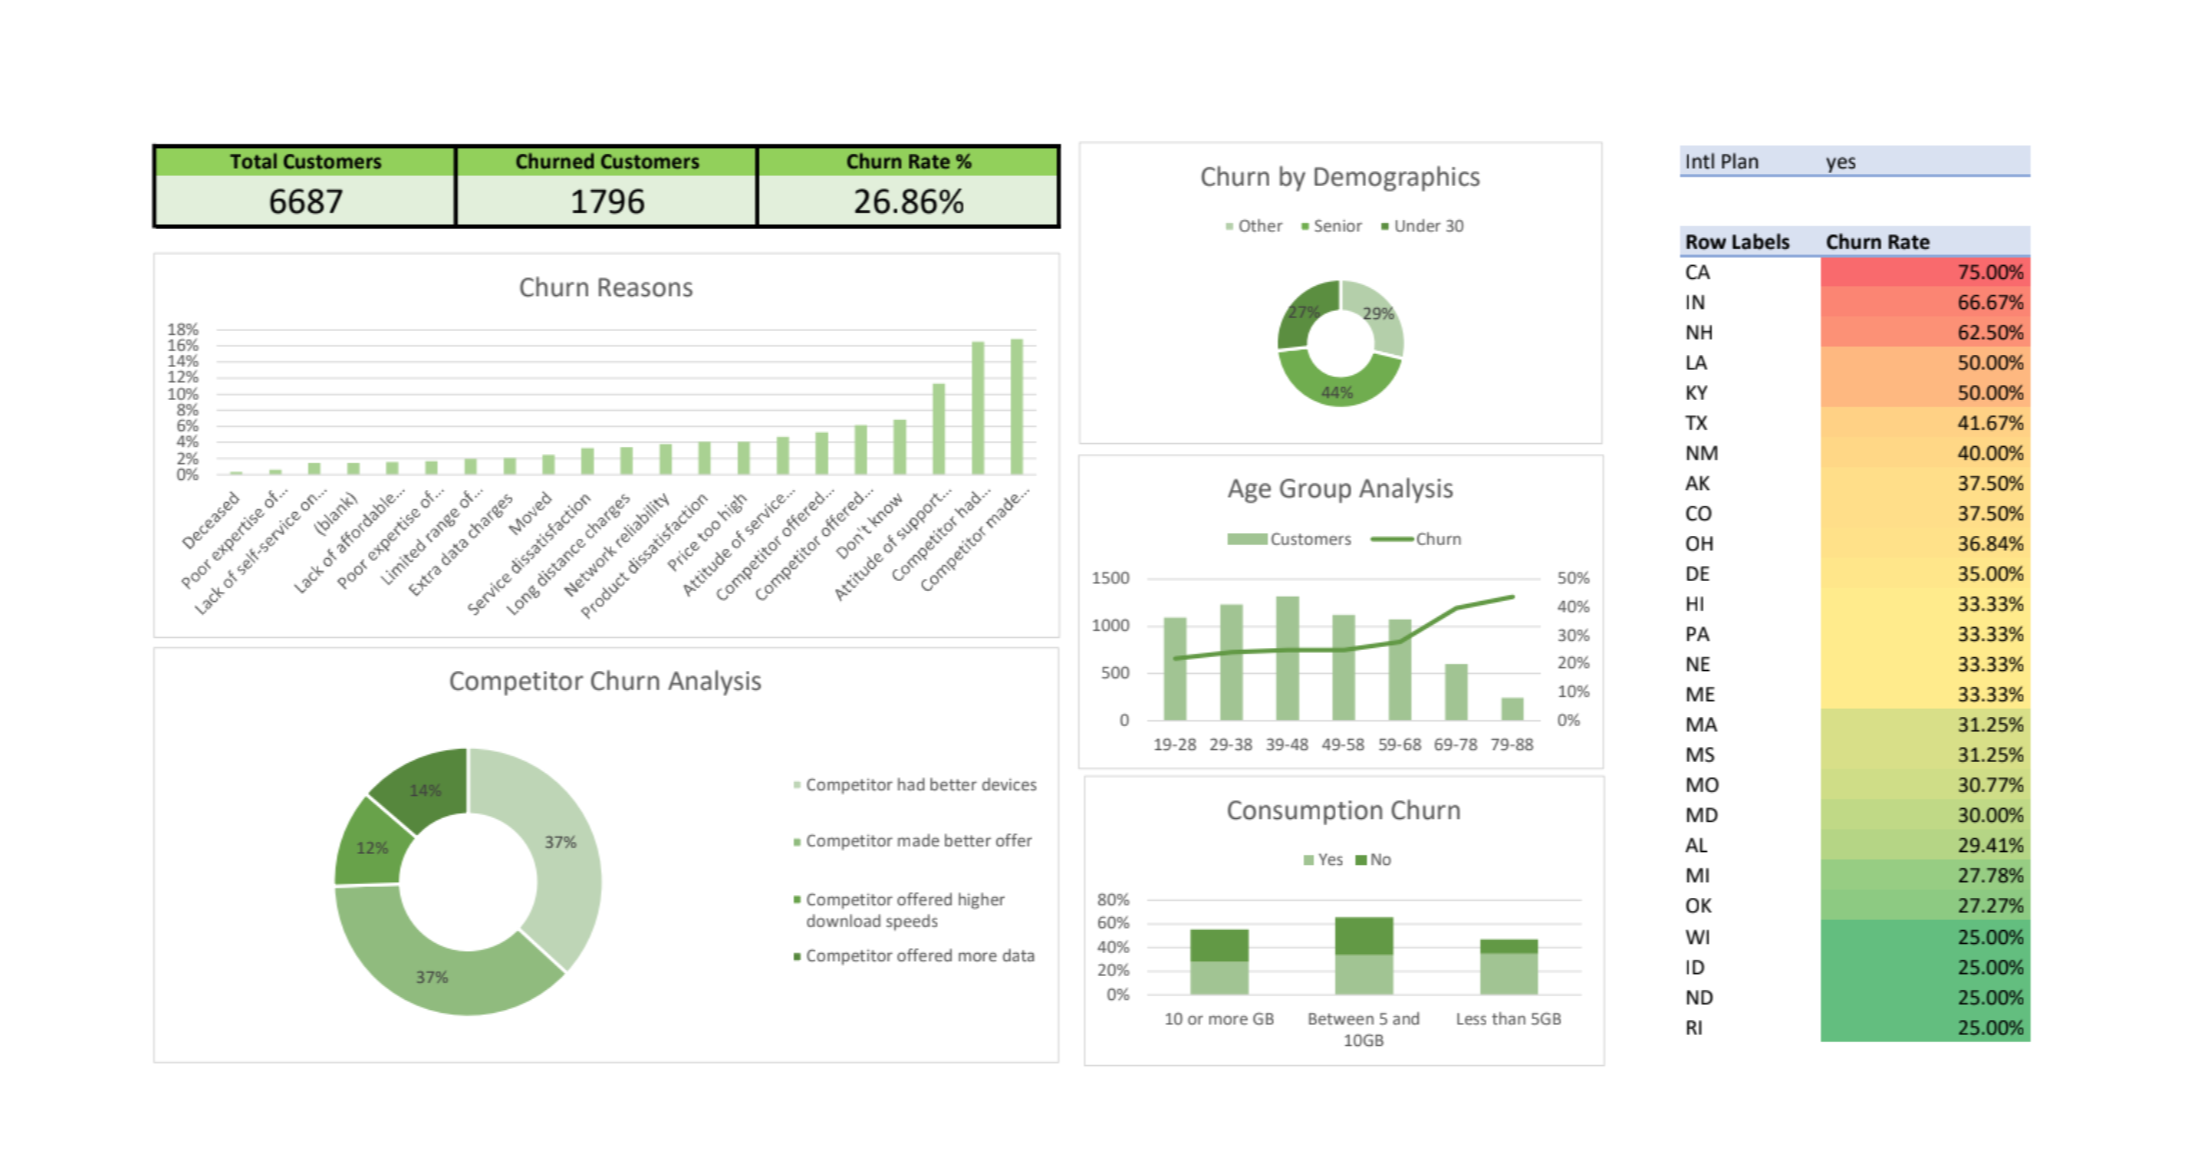 Total Customers Churned Customers Churn Rate %
6687 1796 26.86%
Churn Reasons
18%
16%
14%
12%
10%
8%
6%
4%
2%
0%
Deceased
Poor expertise of...
Lack of self-service on...
(blank)
Lack of affordable...
Poor expertise of...
Limited range of...
Extra data charges
Moved
Service dissatisfaction
Long distance charges
Network reliability
Product dissatisfaction
Price too high
Attitude of service...
Competitor offered...
Competitor offered...
Don't know
Attitude of support...
Competitor had...
Competitor made...
Competitor Churn Analysis
14%
37%
12%
37%
Competitor had better devices
Competitor made better offer
Competitor offered higher
download speeds
Competitor offered more data
Churn by Demographics
Other Senior Under 30
27% 29%
44%
Age Group Analysis
Customers Churn
1500 50%
40%
1000 30%
20%
500
10%
0 0%
19-28 29-38 39-48 49-58 59-68 69-78 79-88
Consumption Churn
Yes No
80%
60%
40%
20%
0%
10 or more GB Between 5 and Less than 5GB
10GB
Intl Plan yes
Row Labels Churn Rate
CA 75.00%
IN 66.67%
NH 62.50%
LA 50.00%
KY 50.00%
TX 41.67%
NM 40.00%
AK 37.50%
CO 37.50%
OH 36.84%
DE 35.00%
HI 33.33%
PA 33.33%
NE 33.33%
ME 33.33%
MA 31.25%
MS 31.25%
MO 30.77%
MD 30.00%
AL 29.41%
MI 27.78%
OK 27.27%
WI 25.00%
ID 25.00%
ND 25.00%
RI 25.00%